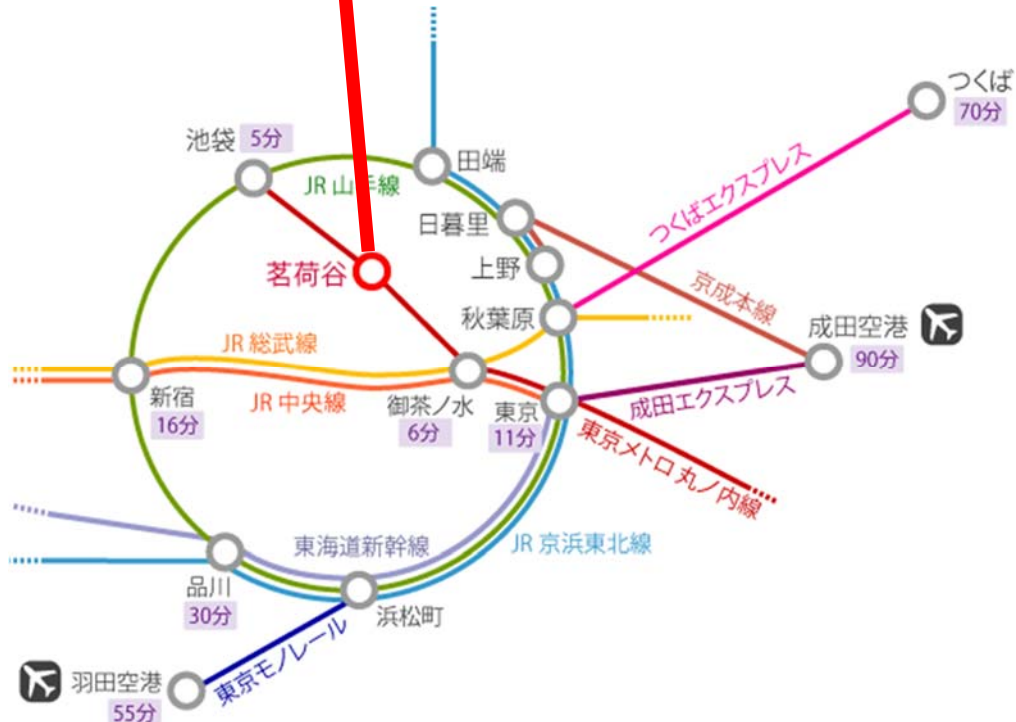 つくば
70分
池袋 5分
田端
JR 山手線
つくばエクスプレス
日暮里
上野
茗荷谷
京成本線
秋葉原
成田空港
90分
JR 総武線
新宿
16分
JR 中央線
御茶ノ水
6分
東京
11分
成田エクスプレス
東京メトロ 丸ノ内線
東海道新幹線
JR 京浜東北線
品川
30分
浜松町
東京モノレール
羽田空港
55分